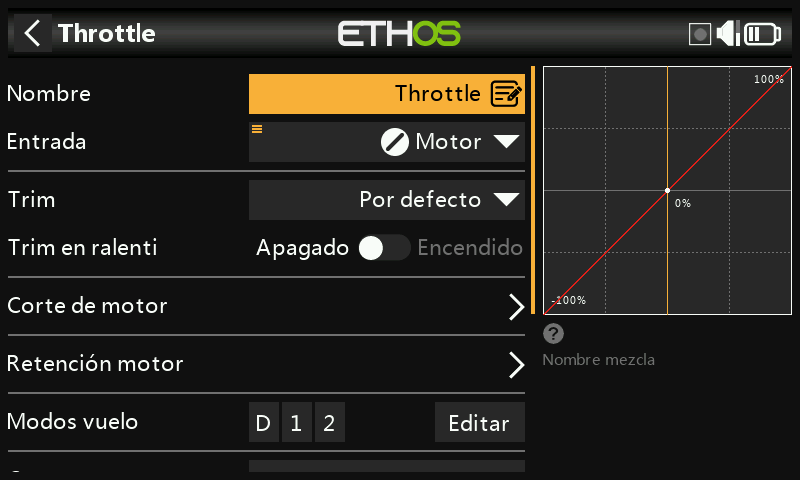 Throttle
ETHOS
Nombre
Throttle
Entrada
Motor
Trim
Por defecto
Trim en ralenti
Apagado
Encendido
Corte de motor
Retención motor
Modos vuelo
D 1 2
Editar
100%
0%
-100%
?
Nombre mezcla